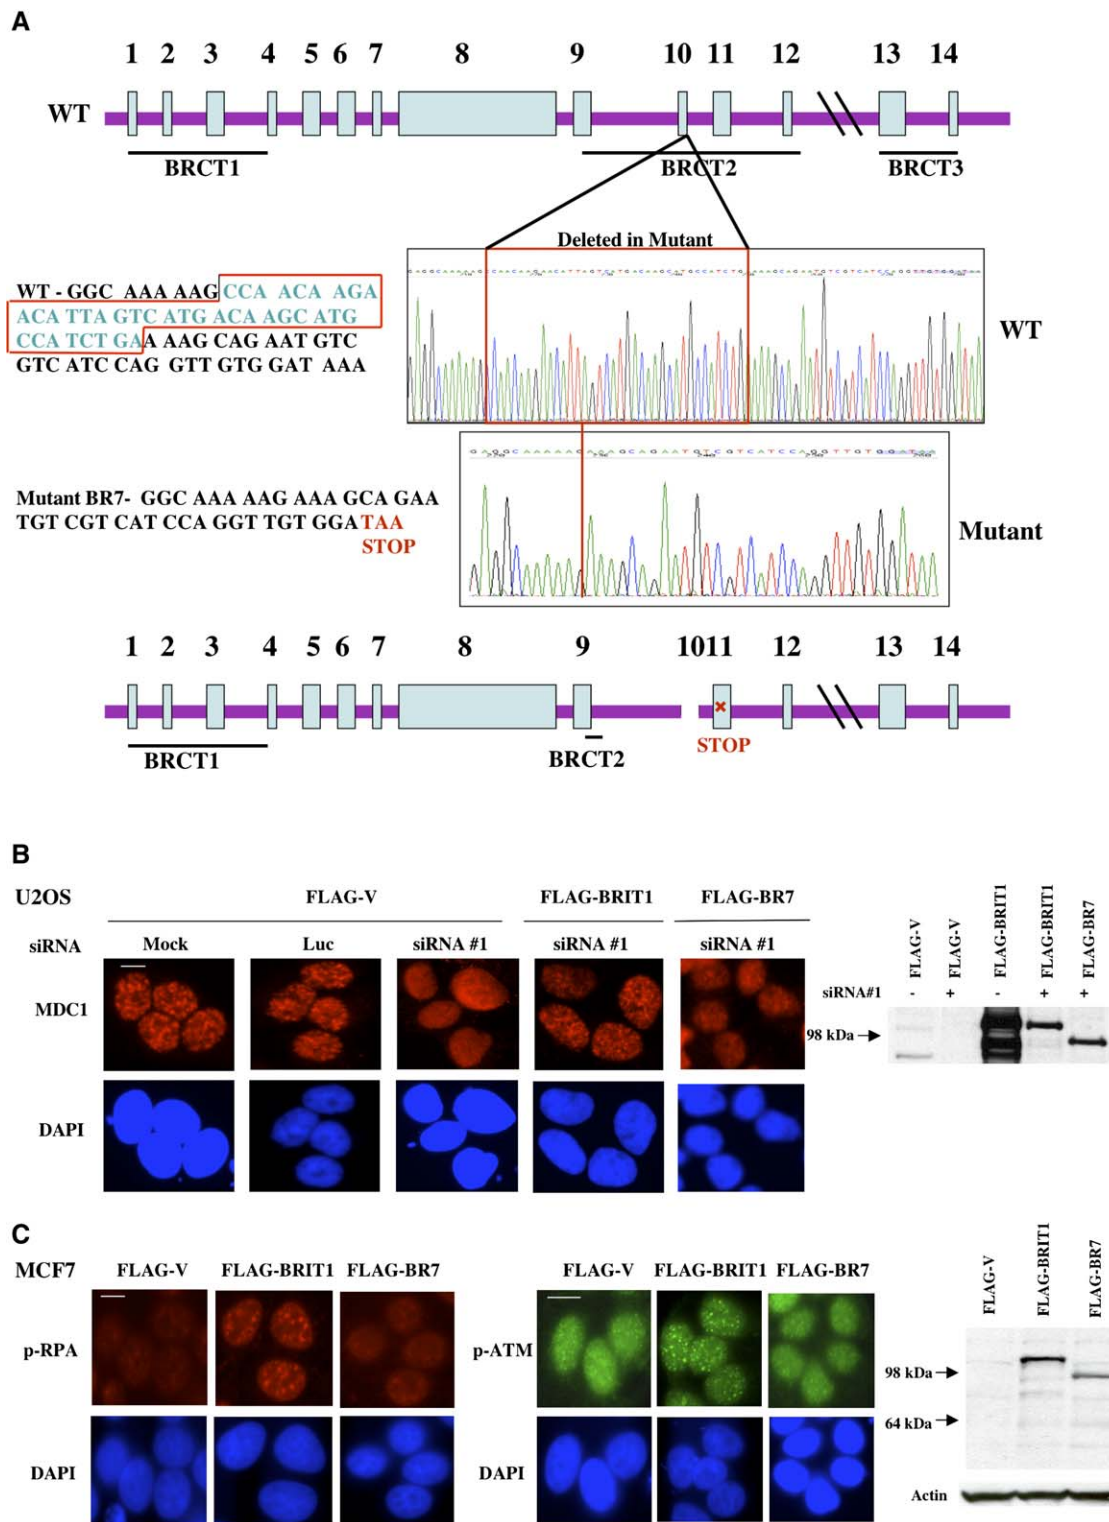 A
1 2 3 4 5 6 7 8 9 10 11 12 13 14
WT
BRCT1 BRCT2 BRCT3
Deleted in Mutant
WT - GGC AAA AAG CCA ACA AGA
ACA TTA GTC ATG ACA AGC ATG
CCA TCT GAA AAG CAG AAT GTC
GTC ATC CAG GTT GTG GAT AAA
WT
Mutant BR7- GGC AAA AAG AAA GCA GAA
TGT CGT CAT CCA GGT TGT GGA TAA
STOP
Mutant
1 2 3 4 5 6 7 8 9 10 11 12 13 14
STOP
BRCT1 BRCT2
B
U2OS FLAG-V FLAG-BRIT1 FLAG-BR7
siRNA Mock Luc siRNA #1 siRNA #1 siRNA #1
MDC1
DAPI
FLAG-V
FLAG-V
FLAG-BRIT1
FLAG-BRIT1
FLAG-BR7
siRNA#1 - + - + +
98 kDa
C
MCF7 FLAG-V FLAG-BRIT1 FLAG-BR7
p-RPA
DAPI
FLAG-V FLAG-BRIT1 FLAG-BR7
p-ATM
DAPI
FLAG-V
FLAG-BRIT1
FLAG-BR7
98 kDa
64 kDa
Actin